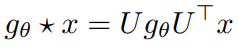 g_θ ⋆ x = U g_θ U^⊤ x